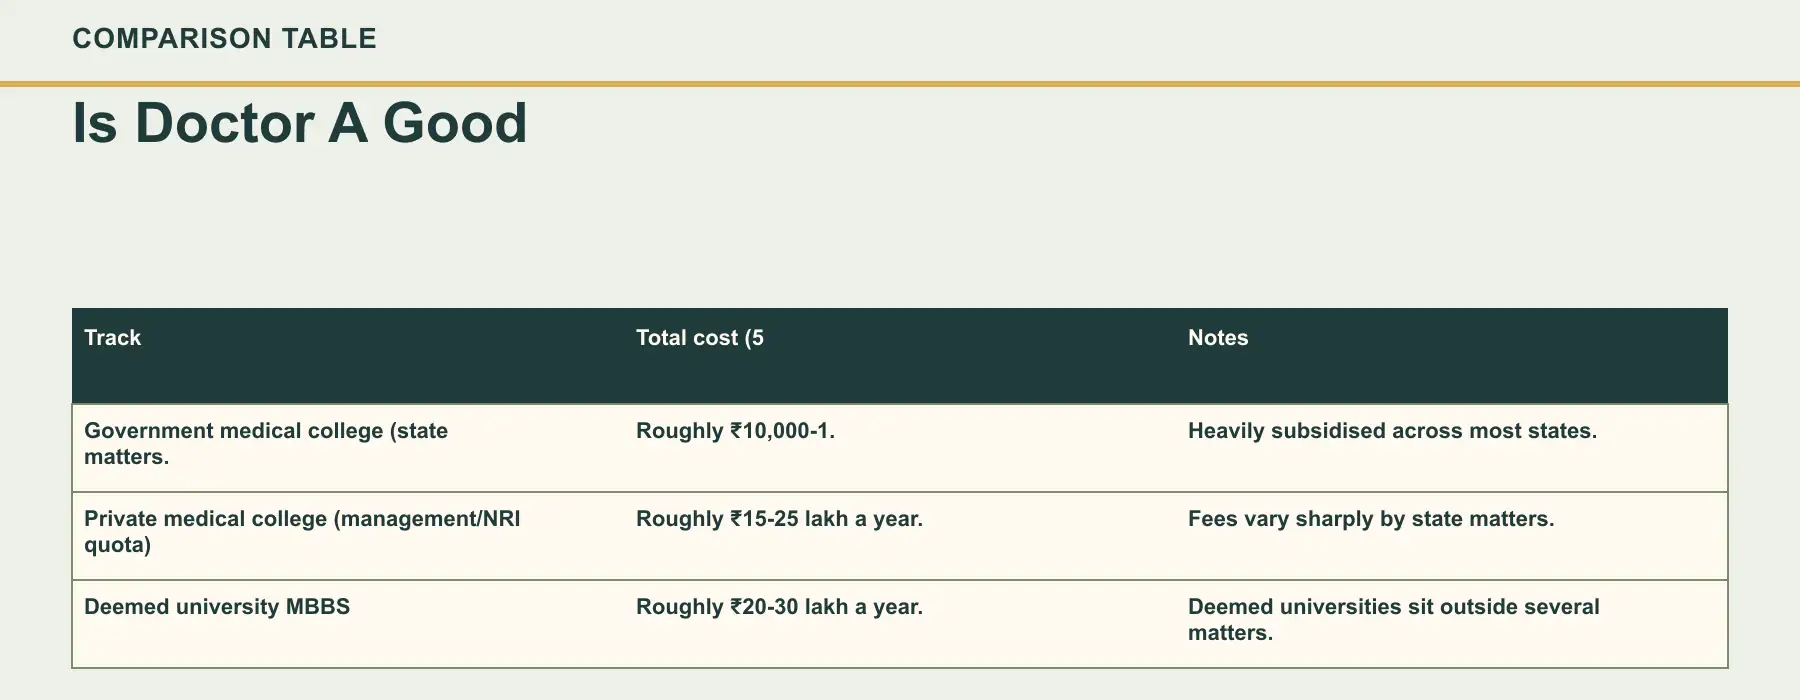 COMPARISON TABLE
Is Doctor A Good
Track
Total cost (5
Notes
Government medical college (state
matters.
Roughly ₹10,000-1.
Heavily subsidised across most states.
Private medical college (management/NRI
quota)
Roughly ₹15-25 lakh a year.
Fees vary sharply by state matters.
Deemed university MBBS
Roughly ₹20-30 lakh a year.
Deemed universities sit outside several
matters.